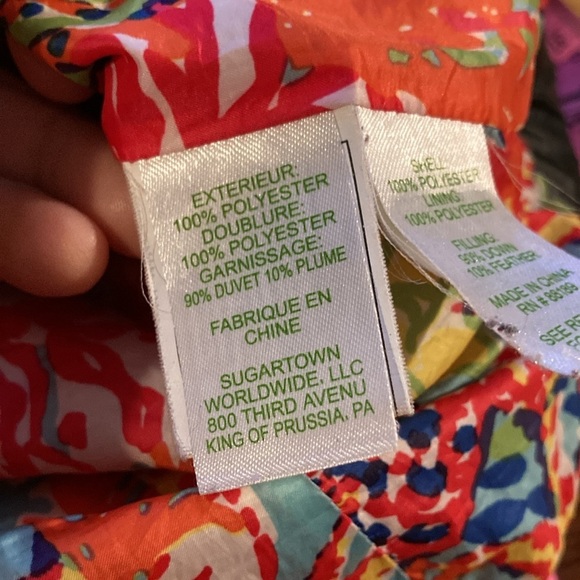 EXTERIEUR:
100% POLYESTER
DOUBLURE:
100% POLYESTER
GARNISSAGE:
90% DUVET 10% PLUME
FABRIQUE EN
CHINE
SUGARTOWN
WORLDWIDE, LLC
800 THIRD AVENU
KING OF PRUSSIA, PA
SHELL:
100% POLYESTER
LINING:
100% POLYESTER
FILLING
90% DOWN
10% FEATHER
MADE IN CHINA
RN #
SEE